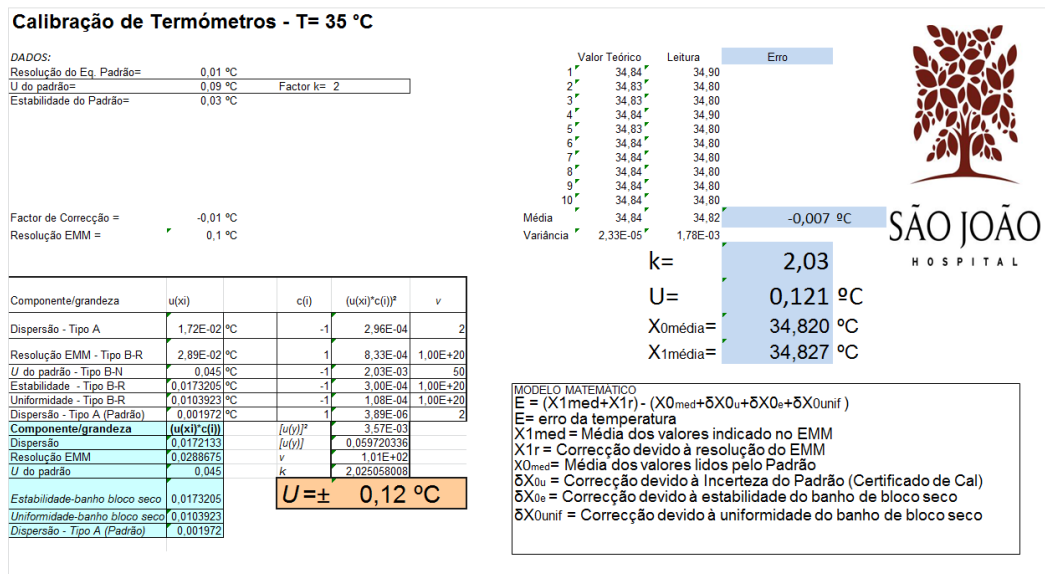 Calibração de Termómetros - T= 35 °C
DADOS:
Resolução do Eq. Padrão= 0,01 ºC
U do padrão= 0,09 ºC Factor k= 2
Estabilidade do Padrão= 0,03 ºC
Factor de Correcção = -0,01 ºC
Resolução EMM = 0,1 ºC
Valor Teórico Leitura Erro
1 34,84 34,90
2 34,83 34,80
3 34,83 34,80
4 34,84 34,90
5 34,83 34,80
6 34,84 34,80
7 34,84 34,80
8 34,84 34,80
9 34,84 34,80
10 34,84 34,80
Média 34,84 34,82 -0,007 ºC
Variância 2,33E-05 1,78E-03
k= 2,03
U= 0,121 ºC
X0média= 34,820 ºC
X1média= 34,827 ºC
SÃO JOÃO
HOSPITAL
Componente/grandeza u(xi) c(i) (u(xi)*c(i))² v
Dispersão - Tipo A 1,72E-02 ºC -1 2,96E-04 2
Resolução EMM - Tipo B-R 2,89E-02 ºC 1 8,33E-04 1,00E+20
U do padrão - Tipo B-N 0,045 ºC -1 2,03E-03 50
Estabilidade - Tipo B-R 0,0173205 ºC -1 3,00E-04 1,00E+20
Uniformidade - Tipo B-R 0,0103923 ºC -1 1,08E-04 1,00E+20
Dispersão - Tipo A (Padrão) 0,001972 ºC 1 3,89E-06 2
Componente/grandeza (u(xi)*c(i)) [u(y)]² 3,57E-03
Dispersão 0,0172133 [u(y)] 0,059720336
Resolução EMM 0,0288675 v 1,01E+02
U do padrão 0,045 k 2,025058008
Estabilidade-banho bloco seco 0,0173205
Uniformidade-banho bloco seco 0,0103923
Dispersão - Tipo A (Padrão) 0,001972
U=± 0,12 ºC
MODELO MATEMÁTICO
E = (X1med+X1r) - (X0med+δX0u+δX0e+δX0unif )
E= erro da temperatura
X1med = Média dos valores indicado no EMM
X1r = Correcção devido à resolução do EMM
X0med= Média dos valores lidos pelo Padrão
δX0u = Correcção devido à Incerteza do Padrão (Certificado de Cal)
δX0e = Correcção devido à estabilidade do banho de bloco seco
δX0unif = Correcção devido à uniformidade do banho de bloco seco